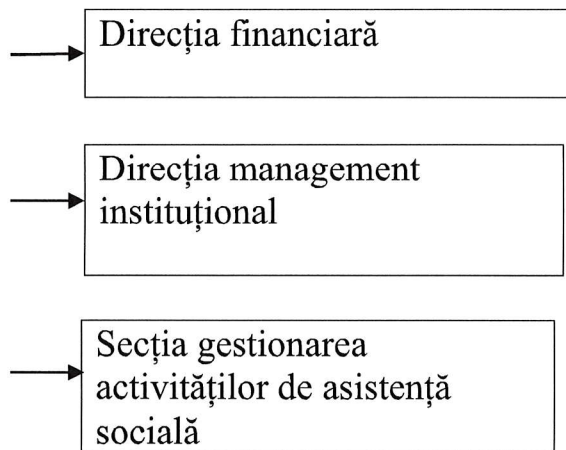 Direcția financiară
Direcția management
instituțional
Secția gestionarea
activităților de asistență
socială